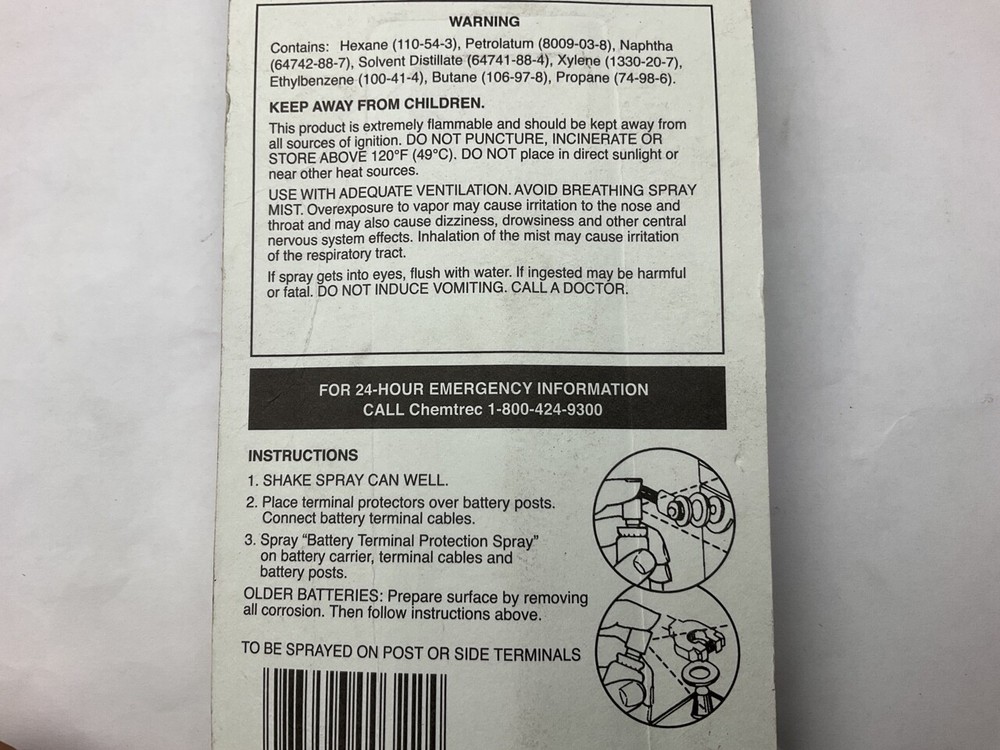 WARNING
Contains: Hexane (110-54-3), Petrolatum (8009-03-8), Naphtha
(64742-88-7), Solvent Distillate (64741-88-4), Xylene (1330-20-7),
Ethylbenzene (100-41-4), Butane (106-97-8), Propane (74-98-6).
KEEP AWAY FROM CHILDREN.
This product is extremely flammable and should be kept away from
all sources of ignition. DO NOT PUNCTURE, INCINERATE OR
STORE ABOVE 120°F (49°C). DO NOT place in direct sunlight or
near other heat sources.
USE WITH ADEQUATE VENTILATION. AVOID BREATHING SPRAY
MIST. Overexposure to vapor may cause irritation to the nose and
throat and may also cause dizziness, drowsiness and other central
nervous system effects. Inhalation of the mist may cause irritation
of the respiratory tract.
If spray gets into eyes, flush with water. If ingested may be harmful
or fatal. DO NOT INDUCE VOMITING. CALL A DOCTOR.
FOR 24-HOUR EMERGENCY INFORMATION
CALL Chemtrec 1-800-424-9300
INSTRUCTIONS
1. SHAKE SPRAY CAN WELL.
2. Place terminal protectors over battery posts.
Connect battery terminal cables.
3. Spray “Battery Terminal Protection Spray”
on battery carrier, terminal cables and
battery posts.
OLDER BATTERIES: Prepare surface by removing
all corrosion. Then follow instructions above.
TO BE SPRAYED ON POST OR SIDE TERMINALS